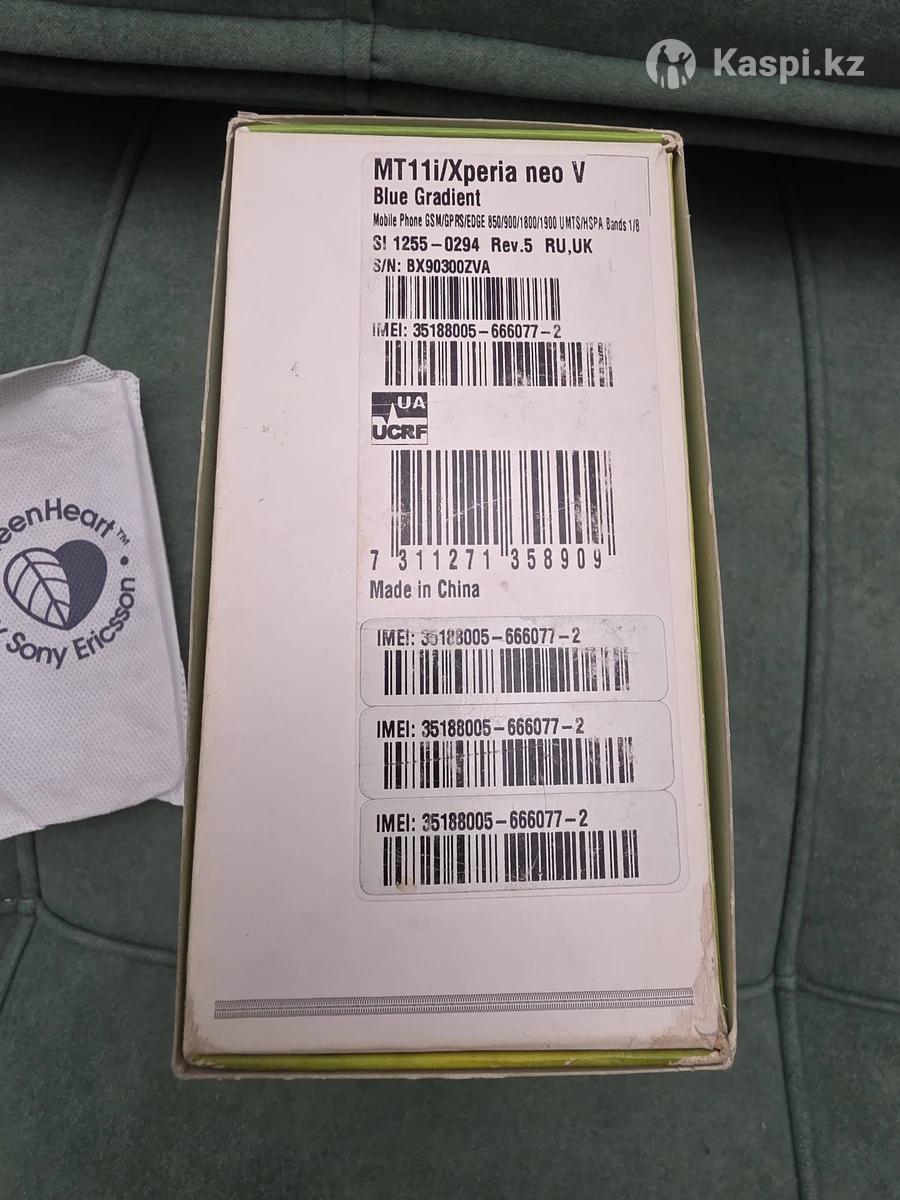 Kaspi.kz
MT11i/Xperia neo V
Blue Gradient
Mobile Phone GSM/GPRS/EDGE 850/900/1800/1900 UMTS/HSPA Bands 1/8
SI 1255-0294 Rev.5 RU,UK
S/N: BX90300ZVA
IMEI: 35188005-666077-2
UA
UCRF
7 311271 358909
Made in China
IMEI: 35188005-666077-2
IMEI: 35188005-666077-2
IMEI: 35188005-666077-2
eenHeart™
Sony Ericsson